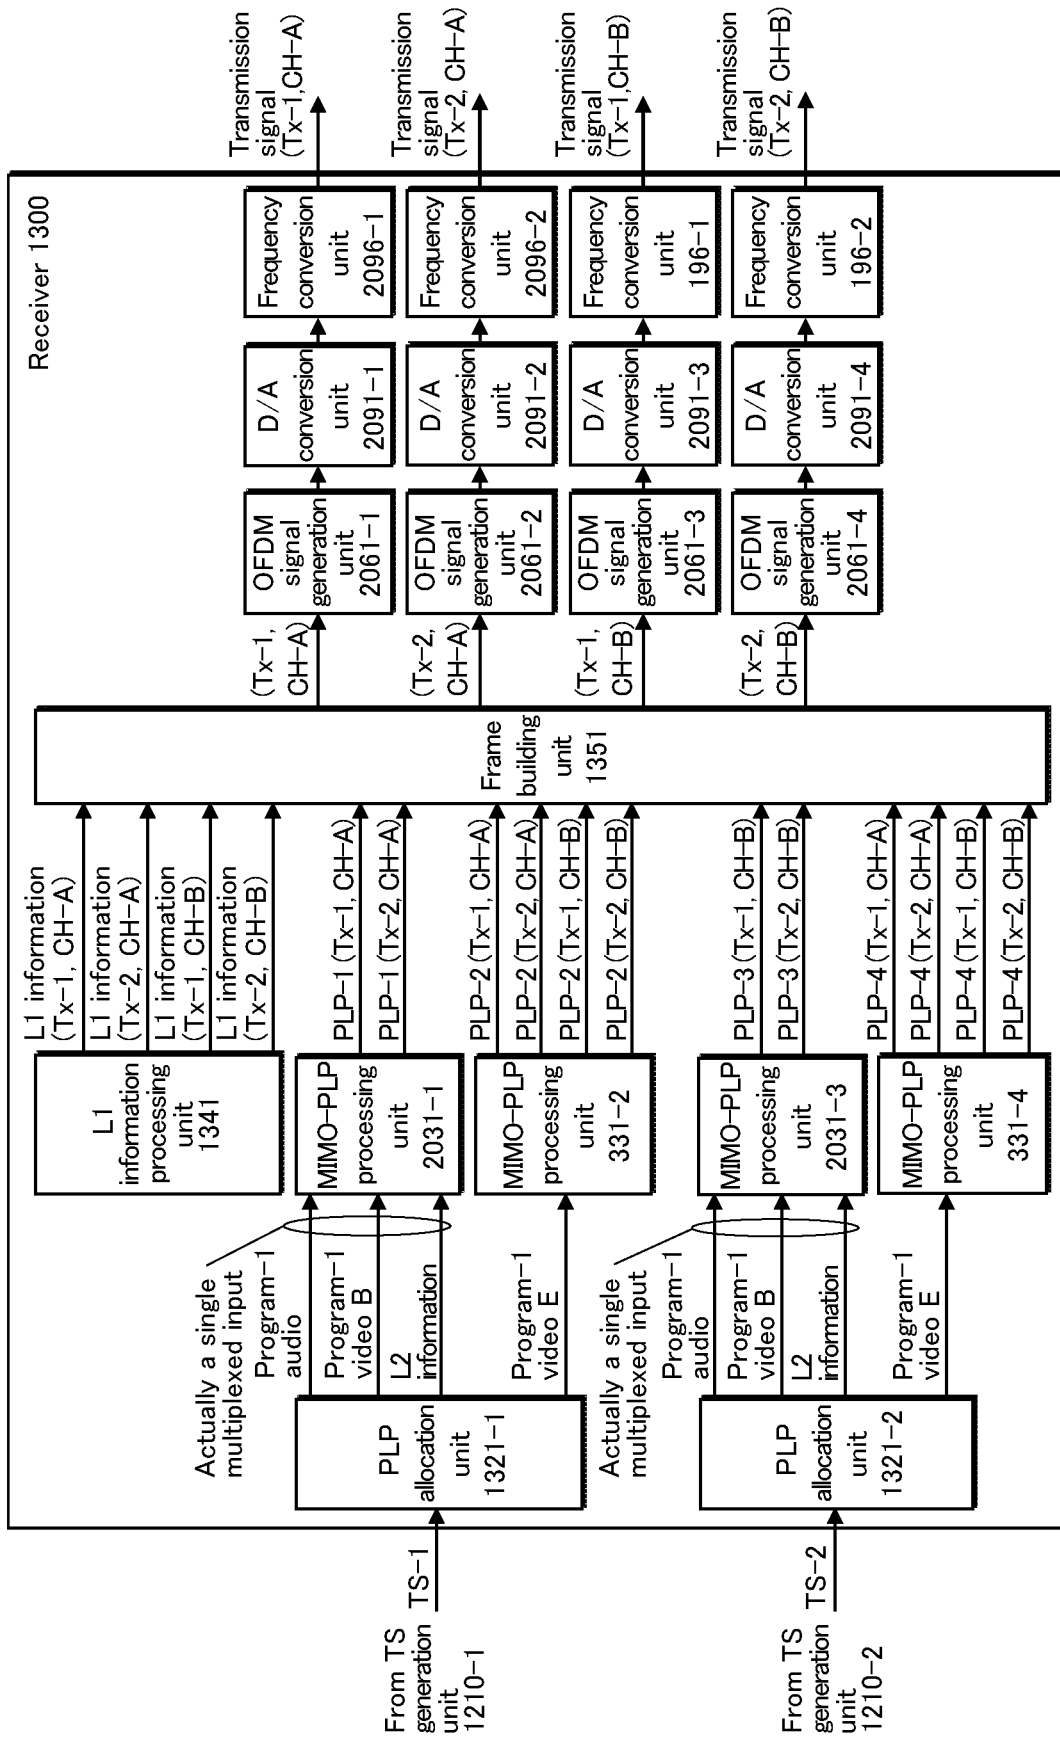 Receiver 1300
From TS
generation
unit
1210-1
TS-1
From TS
generation
unit
1210-2
TS-2
PLP
allocation
unit
1321-1
PLP
allocation
unit
1321-2
Actually a single
multiplexed input
Program-1
audio
Program-1
video B
L2
information
Program-1
video E
Actually a single
multiplexed input
Program-1
audio
Program-1
video B
L2
information
Program-1
video E
L1
information
processing
unit
1341
MIMO-PLP
processing
unit
2031-1
MIMO-PLP
processing
unit
331-2
MIMO-PLP
processing
unit
2031-3
MIMO-PLP
processing
unit
331-4
L1 information
(Tx-1, CH-A)
L1 information
(Tx-2, CH-A)
L1 information
(Tx-1, CH-B)
L1 information
(Tx-2, CH-B)
PLP-1 (Tx-1, CH-A)
PLP-1 (Tx-2, CH-A)
PLP-2 (Tx-1, CH-A)
PLP-2 (Tx-2, CH-A)
PLP-2 (Tx-1, CH-B)
PLP-2 (Tx-2, CH-B)
PLP-3 (Tx-1, CH-B)
PLP-3 (Tx-2, CH-B)
PLP-4 (Tx-1, CH-A)
PLP-4 (Tx-2, CH-A)
PLP-4 (Tx-1, CH-B)
PLP-4 (Tx-2, CH-B)
Frame
building
unit
1351
(Tx-1,
CH-A)
(Tx-2,
CH-A)
(Tx-1,
CH-B)
(Tx-2,
CH-B)
OFDM
signal
generation
unit
2061-1
OFDM
signal
generation
unit
2061-2
OFDM
signal
generation
unit
2061-3
OFDM
signal
generation
unit
2061-4
D/A
conversion
unit
2091-1
D/A
conversion
unit
2091-2
D/A
conversion
unit
2091-3
D/A
conversion
unit
2091-4
Frequency
conversion
unit
2096-1
Frequency
conversion
unit
2096-2
Frequency
conversion
unit
196-1
Frequency
conversion
unit
196-2
Transmission
signal
(Tx-1,CH-A)
Transmission
signal
(Tx-2, CH-A)
Transmission
signal
(Tx-1,CH-B)
Transmission
signal
(Tx-2, CH-B)